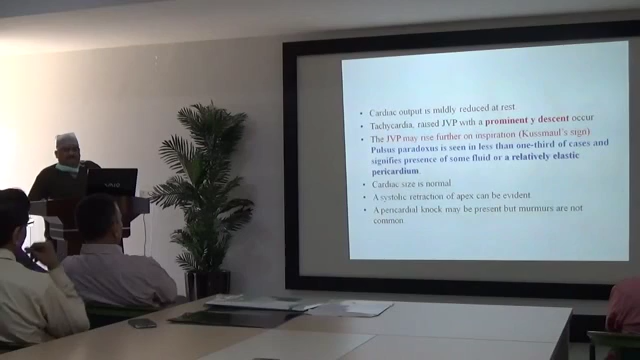 • Cardiac output is mildly reduced at rest
• Tachycardia, raised JVP with a prominent y descent occur
• The JVP may rise further on inspiration (Kussmaul's sign)
Pulsus paradoxus is seen in less than one-third of cases and
signifies presence of some fluid or a relatively elastic
pericardium.
• Cardiac size is normal
• A systolic retraction of apex can be evident
• A pericardial knock may be present but murmurs are not
common